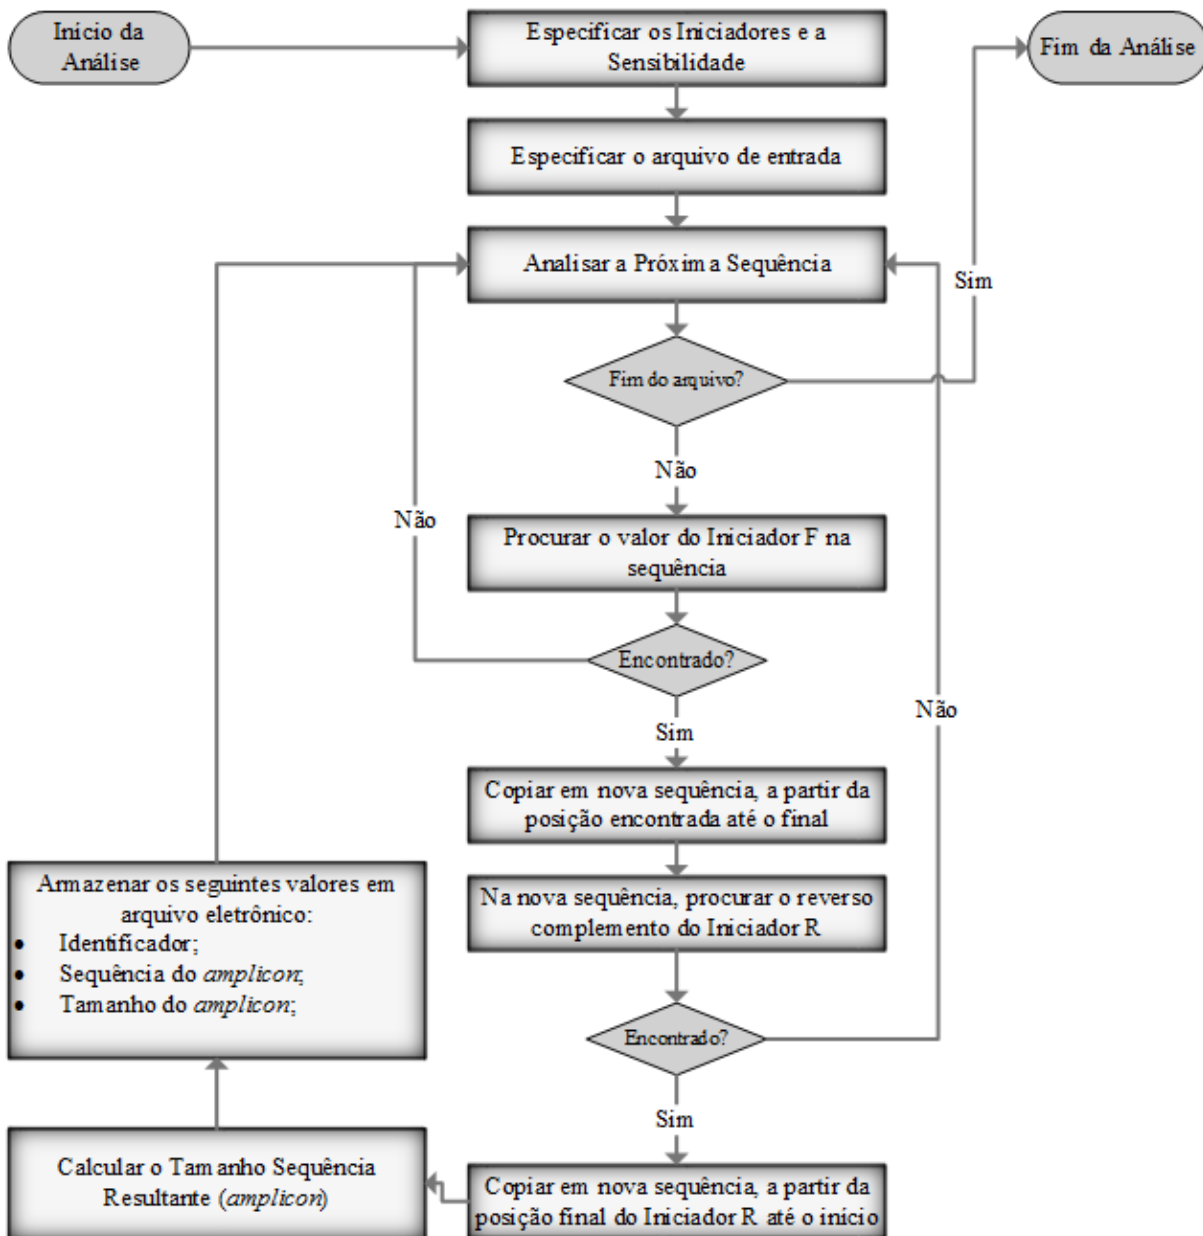 Início da
Análise
Especificar os Iniciadores e a
Sensibilidade
Fim da Análise
Especificar o arquivo de entrada
Analisar a Próxima Sequência
Sim
Fim do arquivo?
Não
Não
Procurar o valor do Iniciador F na
sequência
Encontrado?
Não
Sim
Copiar em nova sequência, a partir da
posição encontrada até o final
Armazenar os seguintes valores em
arquivo eletrônico:
• Identificador;
• Sequência do amplicon;
• Tamanho do amplicon;
Na nova sequência, procurar o reverso
complemento do Iniciador R
Encontrado?
Sim
Calcular o Tamanho Sequência
Resultante (amplicon)
Copiar em nova sequência, a partir da
posição final do Iniciador R até o início